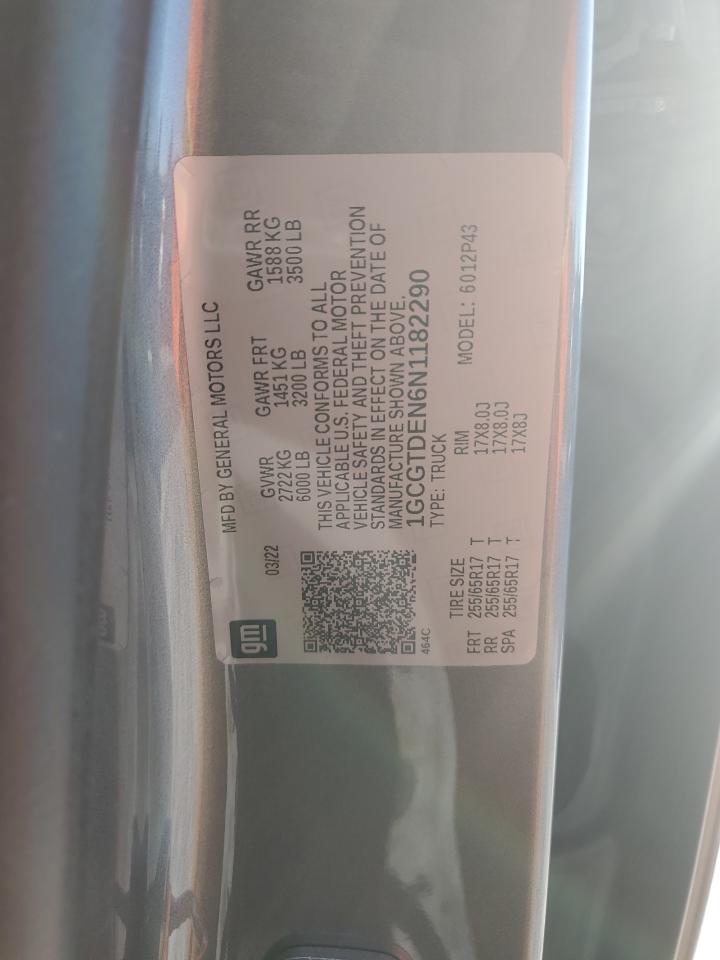 gm
MFD BY GENERAL MOTORS LLC
03/22
GVWR GAWR FRT GAWR RR
2722 KG 1451 KG 1588 KG
6000 LB 3200 LB 3500 LB
THIS VEHICLE CONFORMS TO ALL
APPLICABLE U.S. FEDERAL MOTOR
VEHICLE SAFETY AND THEFT PREVENTION
STANDARDS IN EFFECT ON THE DATE OF
MANUFACTURE SHOWN ABOVE.
1GCGTDEN6N1182290
464C
TYPE: TRUCK
MODEL: 6012P43
TIRE SIZE RIM
FRT 255/65R17 T 17X8.0J
RR 255/65R17 T 17X8.0J
SPA 255/65R17 T 17X8J